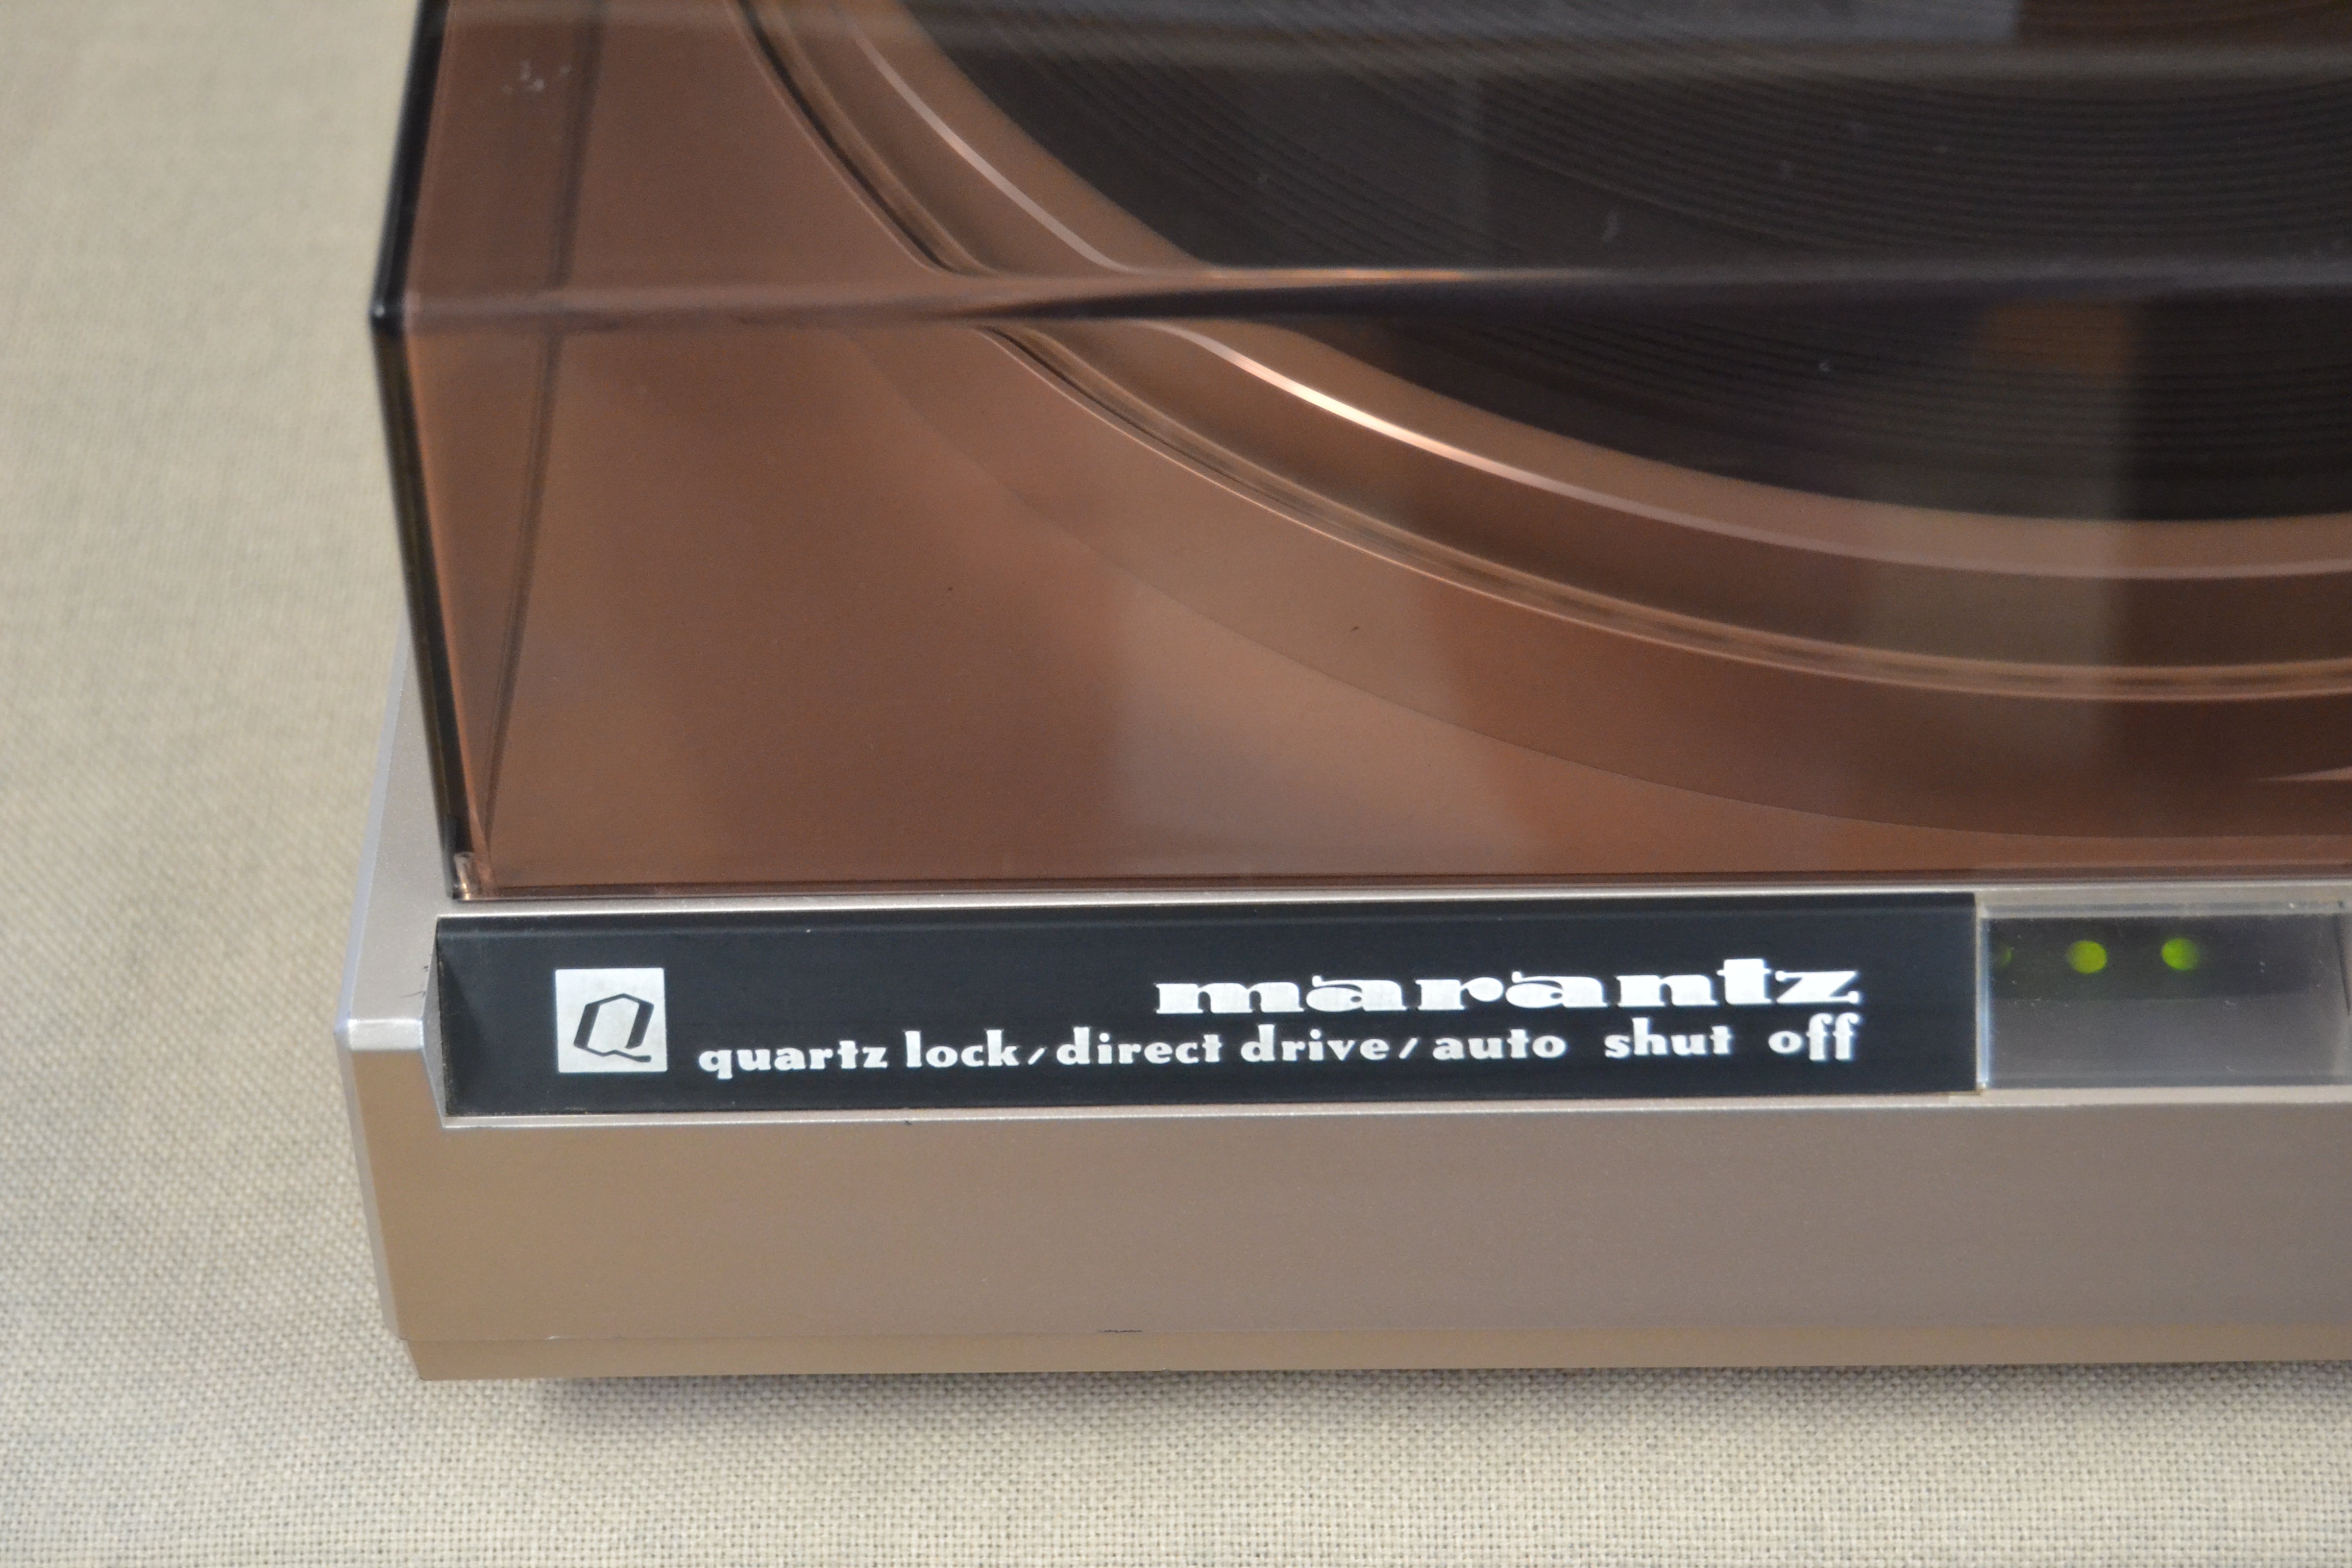 marantz
Q quartz lock/direct drive/auto shut off